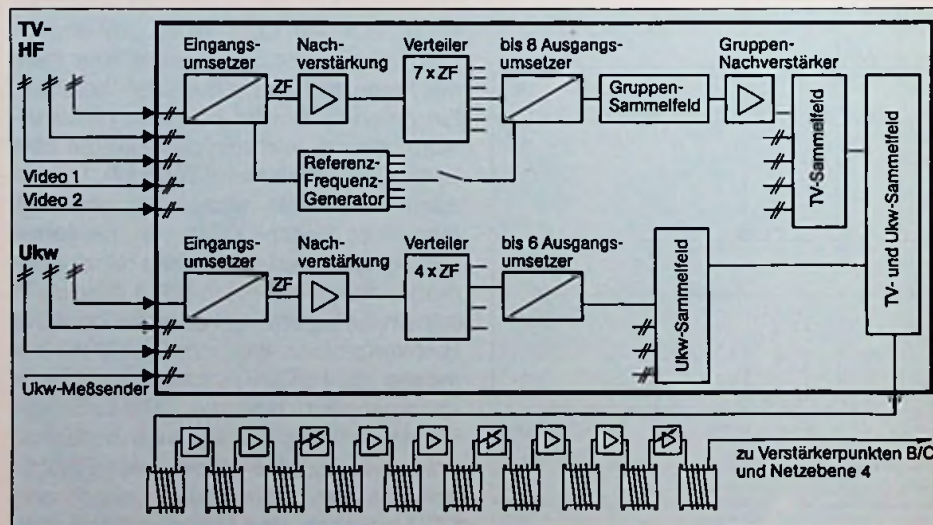 TV-
HF
Eingangs-
umsetzer
ZF
Nach-
verstärkung
Verteiler
7 x ZF
bis 8 Ausgangs-
umsetzer
Gruppen-
Sammelfeld
Gruppen-
Nachverstärker
TV-Sammelfeld
TV- und Ukw-Sammelfeld
Referenz-
Frequenz-
Generator
Video 1
Video 2
Ukw
Eingangs-
umsetzer
ZF
Nach-
verstärkung
Verteiler
4 x ZF
bis 6 Ausgangs-
umsetzer
Ukw-Sammelfeld
Ukw-Meßsender
zu Verstärkerpunkten B/C
und Netzebene 4